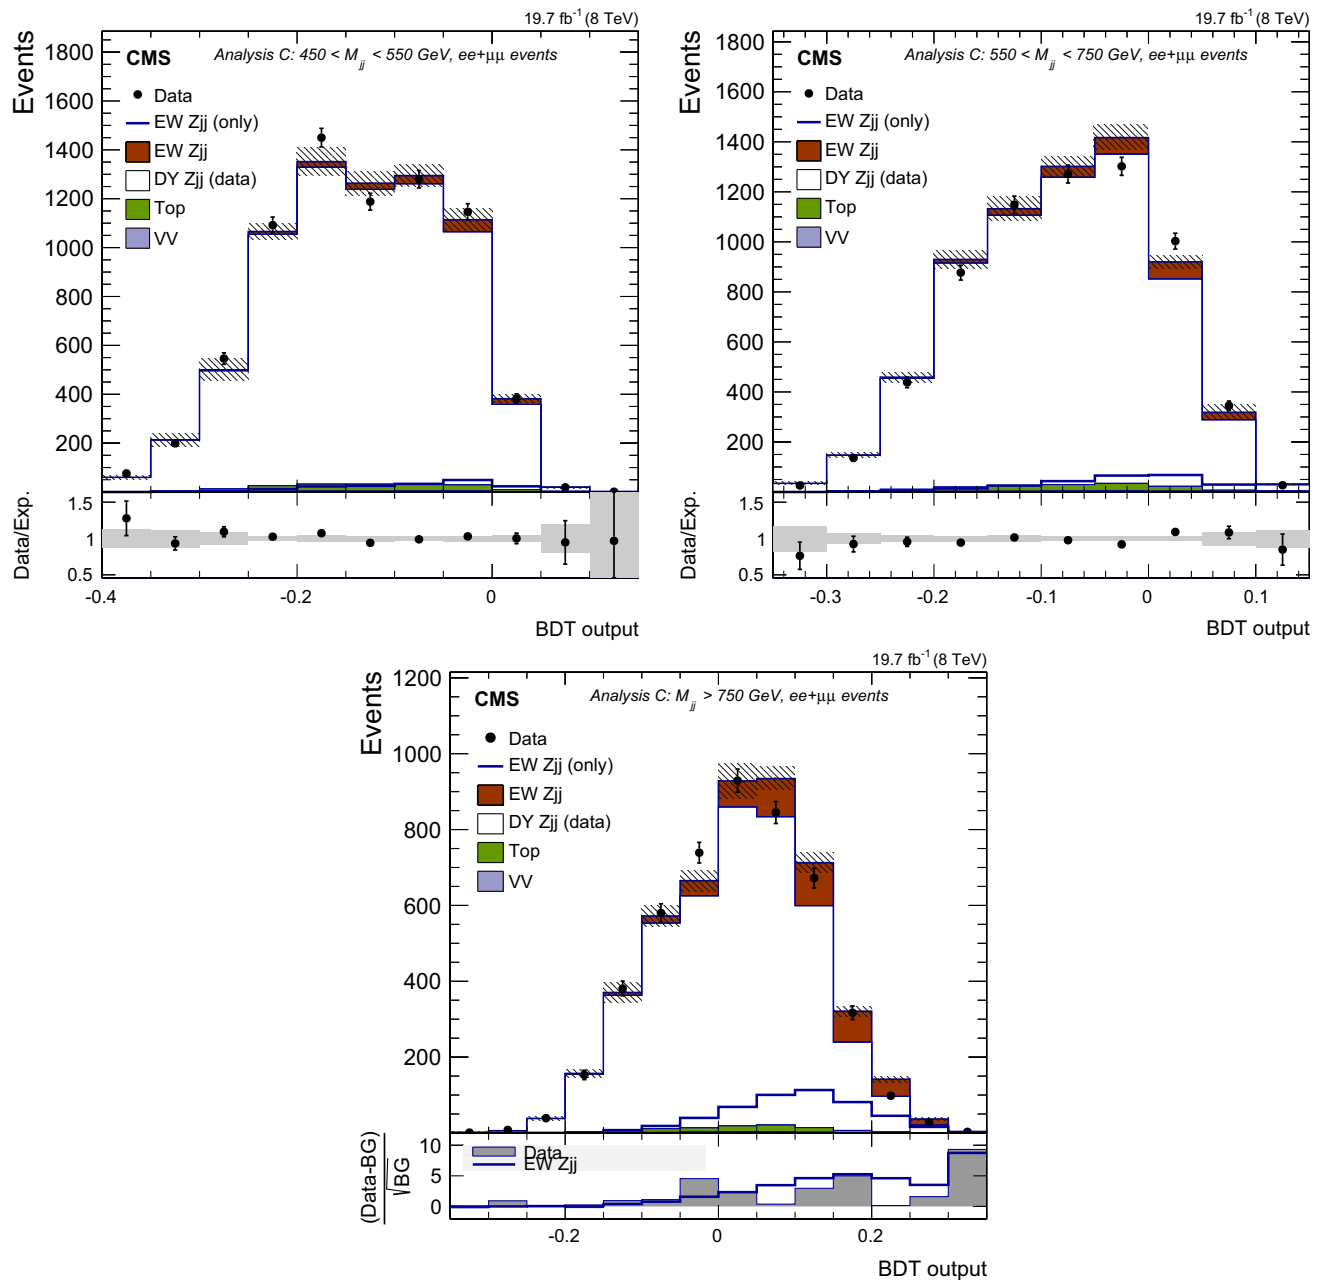 19.7 fb-1 (8 TeV)
Events
CMS
Analysis C: 450 < Mjj < 550 GeV, ee+μμ events
Data
EW Zjj (only)
EW Zjj
DY Zjj (data)
Top
VV
1800
1600
1400
1200
1000
800
600
400
200
Data/Exp.
1.5
1
0.5
-0.4
-0.2
0
BDT output
19.7 fb-1 (8 TeV)
Events
CMS
Analysis C: 550 < Mjj < 750 GeV, ee+μμ events
Data
EW Zjj (only)
EW Zjj
DY Zjj (data)
Top
VV
1800
1600
1400
1200
1000
800
600
400
200
Data/Exp.
1.5
1
0.5
-0.3
-0.2
-0.1
0
0.1
BDT output
19.7 fb-1 (8 TeV)
Events
CMS
Analysis C: Mjj > 750 GeV, ee+μμ events
Data
EW Zjj (only)
EW Zjj
DY Zjj (data)
Top
VV
1200
1000
800
600
400
200
(Data-BG)
√BG
Data
EW Zjj
10
5
0
-0.2
0
0.2
BDT output